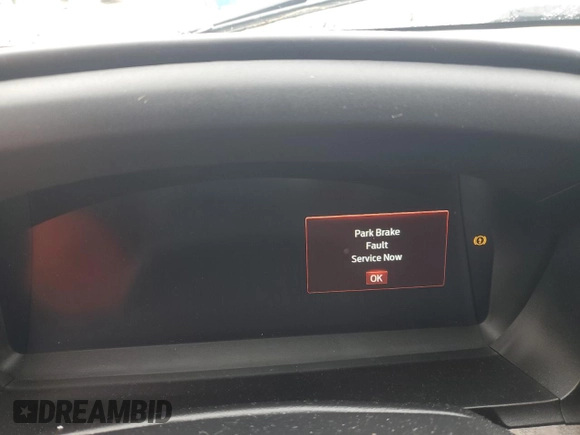 Park Brake
Fault
Service Now
OK
DREAMBID